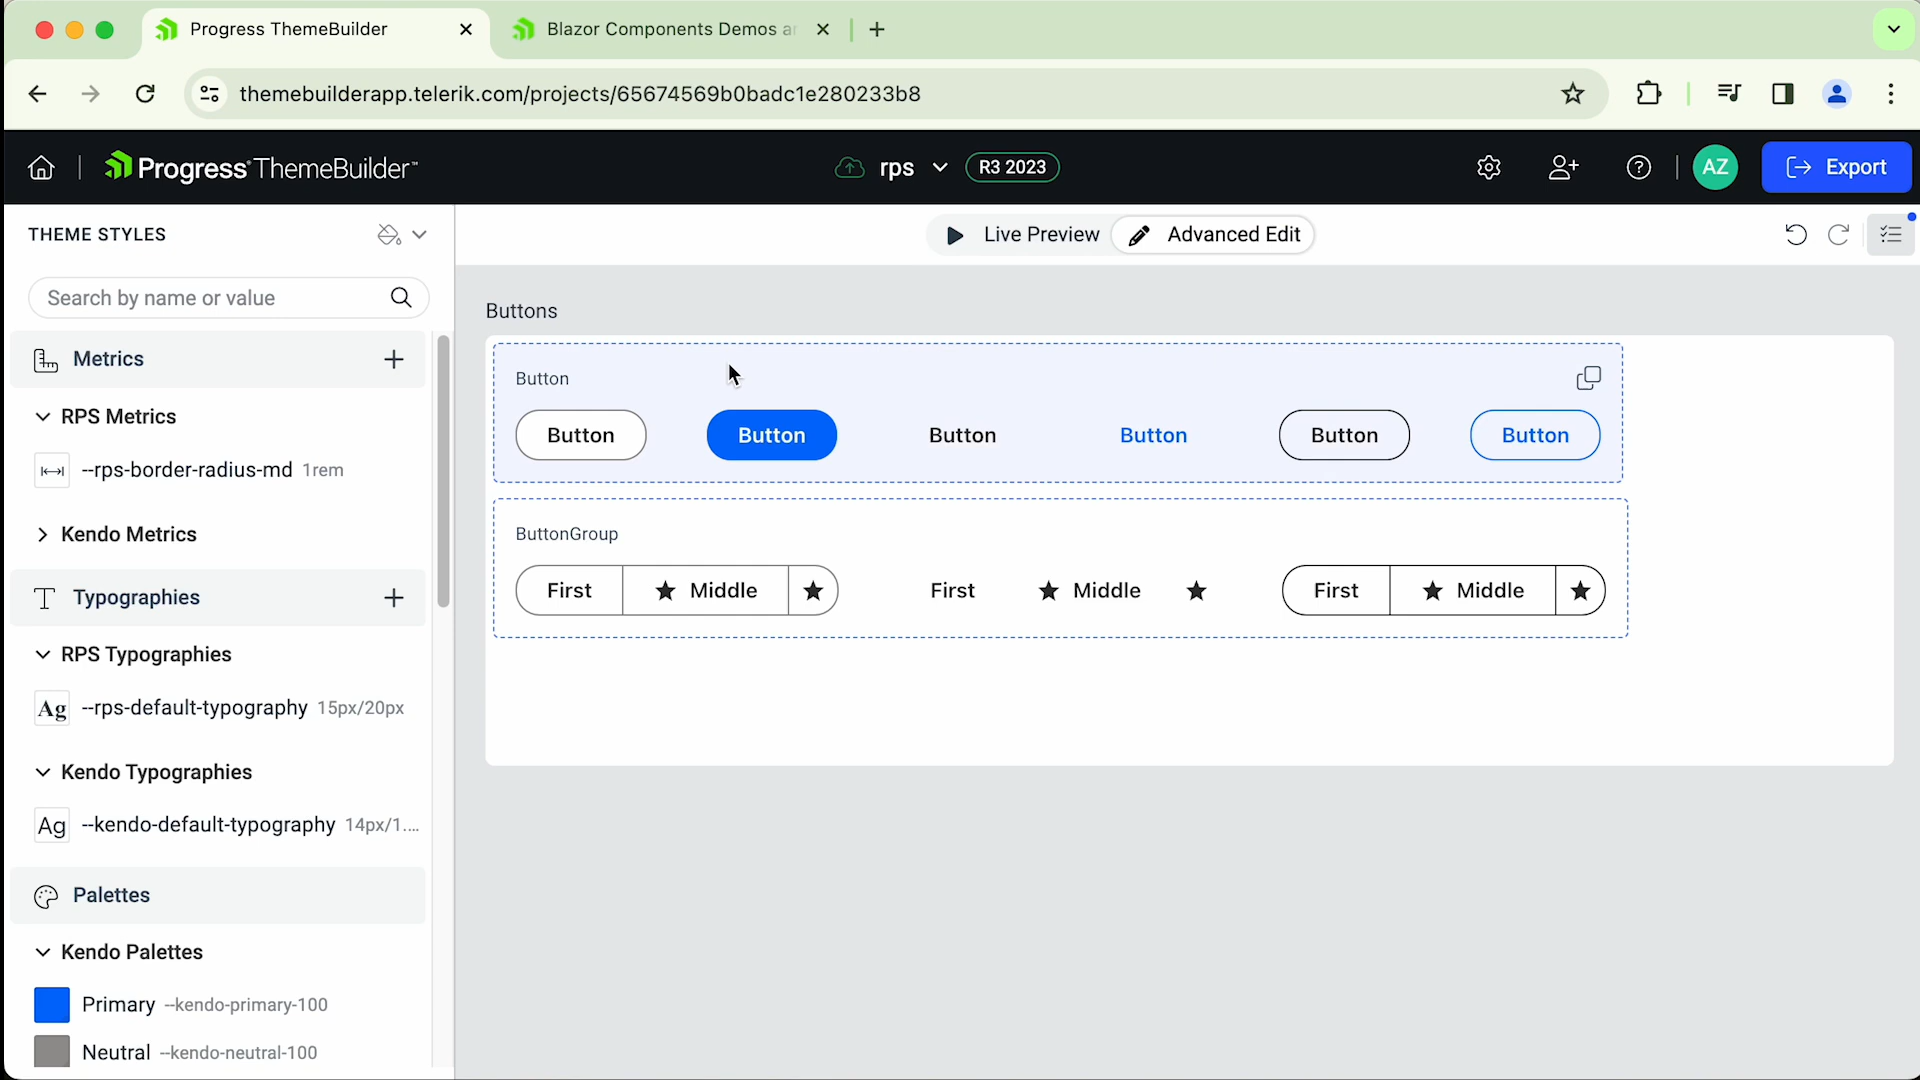 Progress ThemeBuilder
Blazor Components Demos ar
themebuilderapp.telerik.com/projects/65674569b0badc1e280233b8
Progress ThemeBuilder™
rps
R3 2023
AZ
Export
THEME STYLES
Live Preview
Advanced Edit
Search by name or value
Metrics
RPS Metrics
--rps-border-radius-md 1rem
Kendo Metrics
Typographies
RPS Typographies
Ag --rps-default-typography 15px/20px
Kendo Typographies
Ag --kendo-default-typography 14px/1....
Palettes
Kendo Palettes
Primary --kendo-primary-100
Neutral --kendo-neutral-100
Buttons
Button
Button Button Button Button Button Button
ButtonGroup
First Middle First Middle First Middle